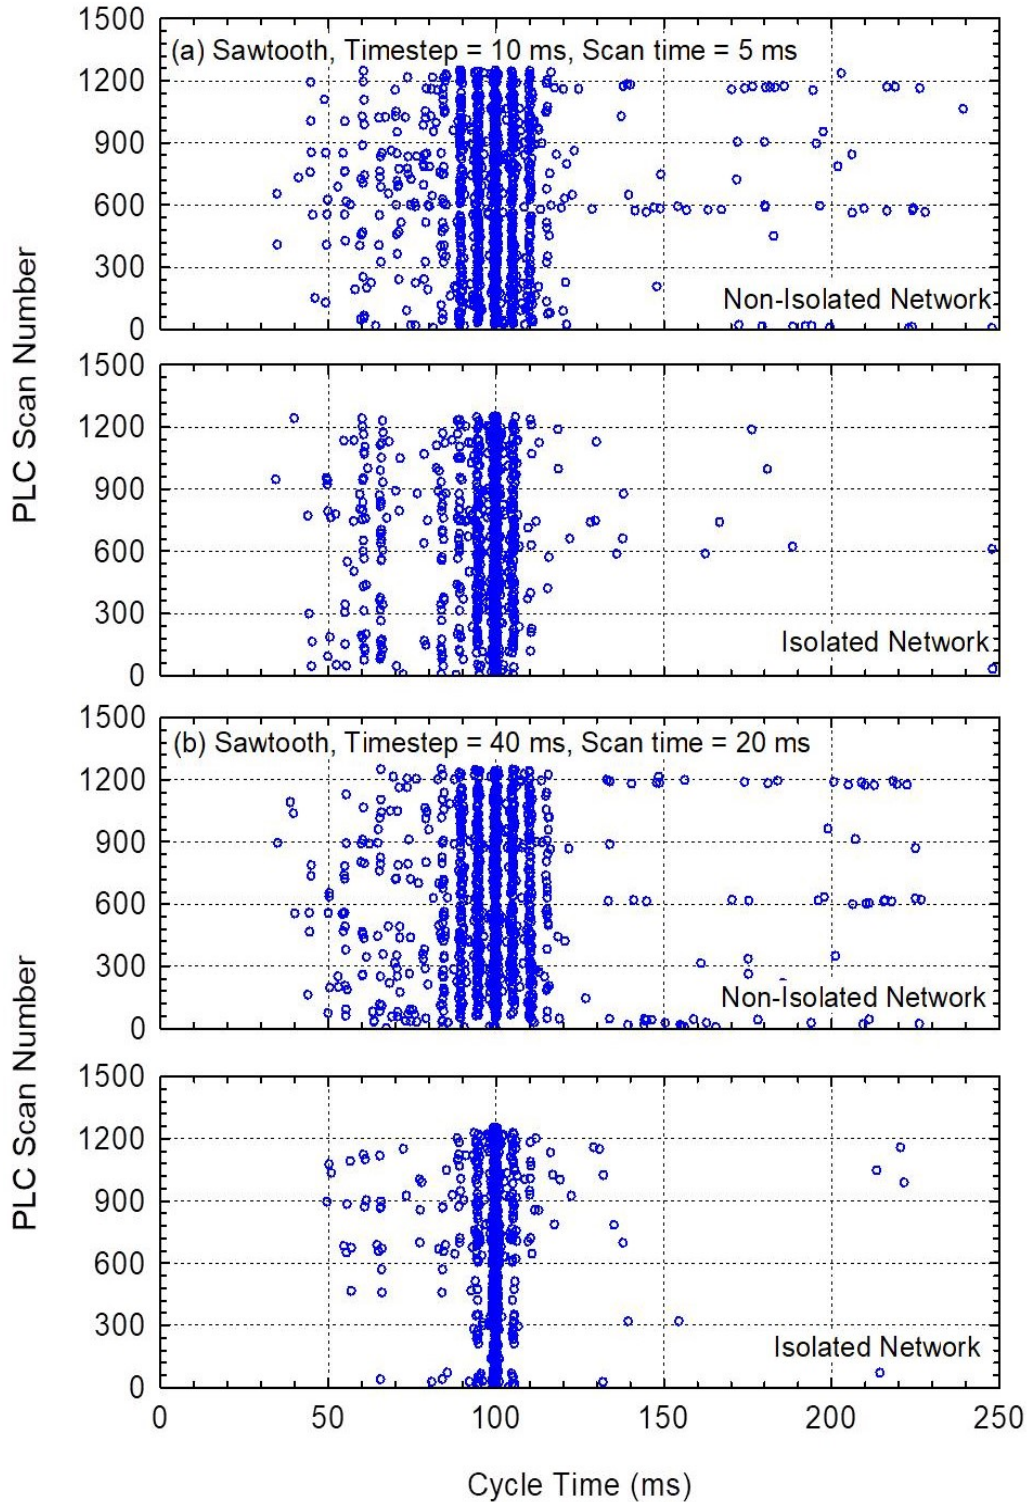 1500
(a) Sawtooth, Timestep = 10 ms, Scan time = 5 ms
1200
900
600
300
Non-Isolated Network
0
PLC Scan Number
1500
1200
900
600
300
Isolated Network
0
1500
(b) Sawtooth, Timestep = 40 ms, Scan time = 20 ms
1200
900
600
300
Non-Isolated Network
0
PLC Scan Number
1500
1200
900
600
300
Isolated Network
0
0 50 100 150 200 250
Cycle Time (ms)